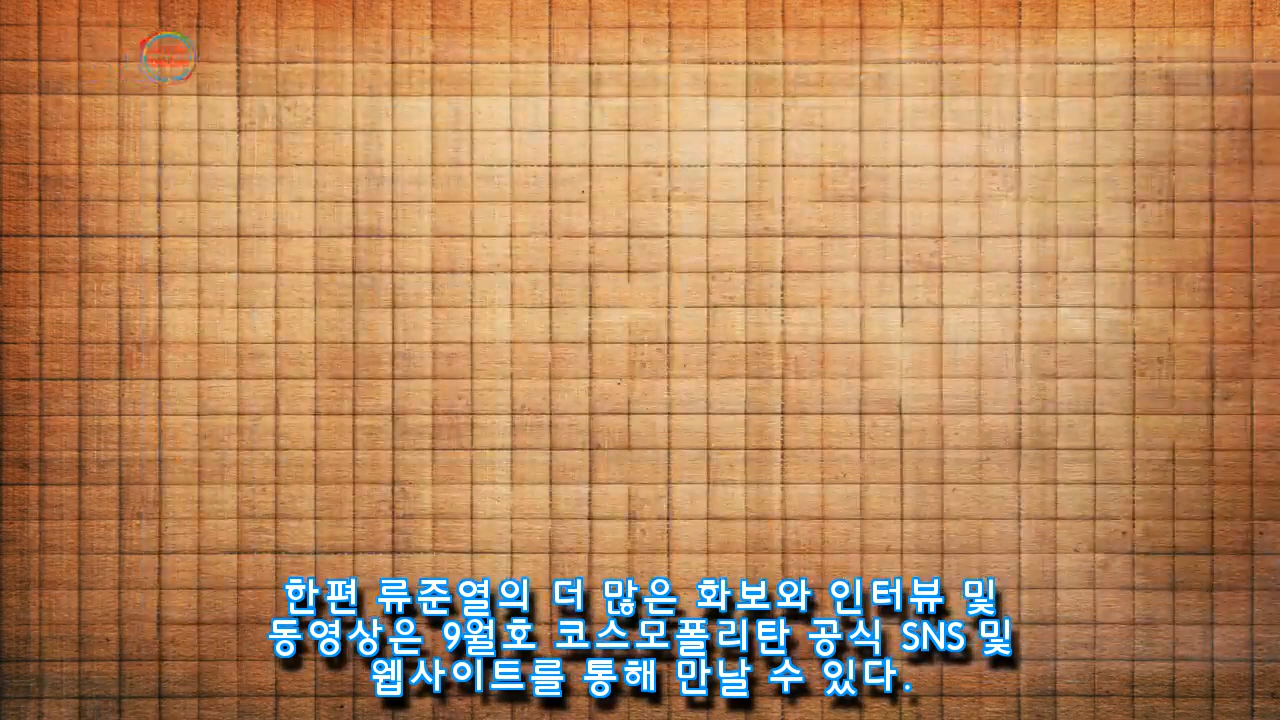 한편 류준열의 더 많은 화보와 인터뷰 및
동영상은 9월호 코스모폴리탄 공식 SNS 및
웹사이트를 통해 만날 수 있다.